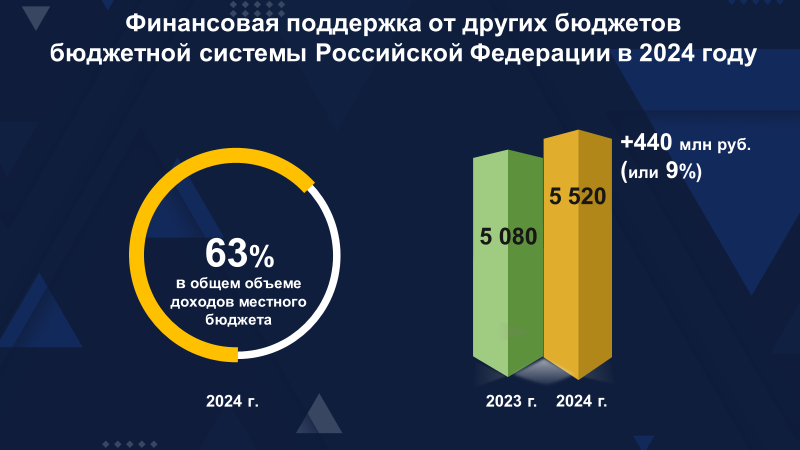 Финансовая поддержка от других бюджетов
бюджетной системы Российской Федерации в 2024 году
63%
в общем объеме
доходов местного
бюджета
2024 г.
+440 млн руб.
(или 9%)
5 520
5 080
2023 г.
2024 г.